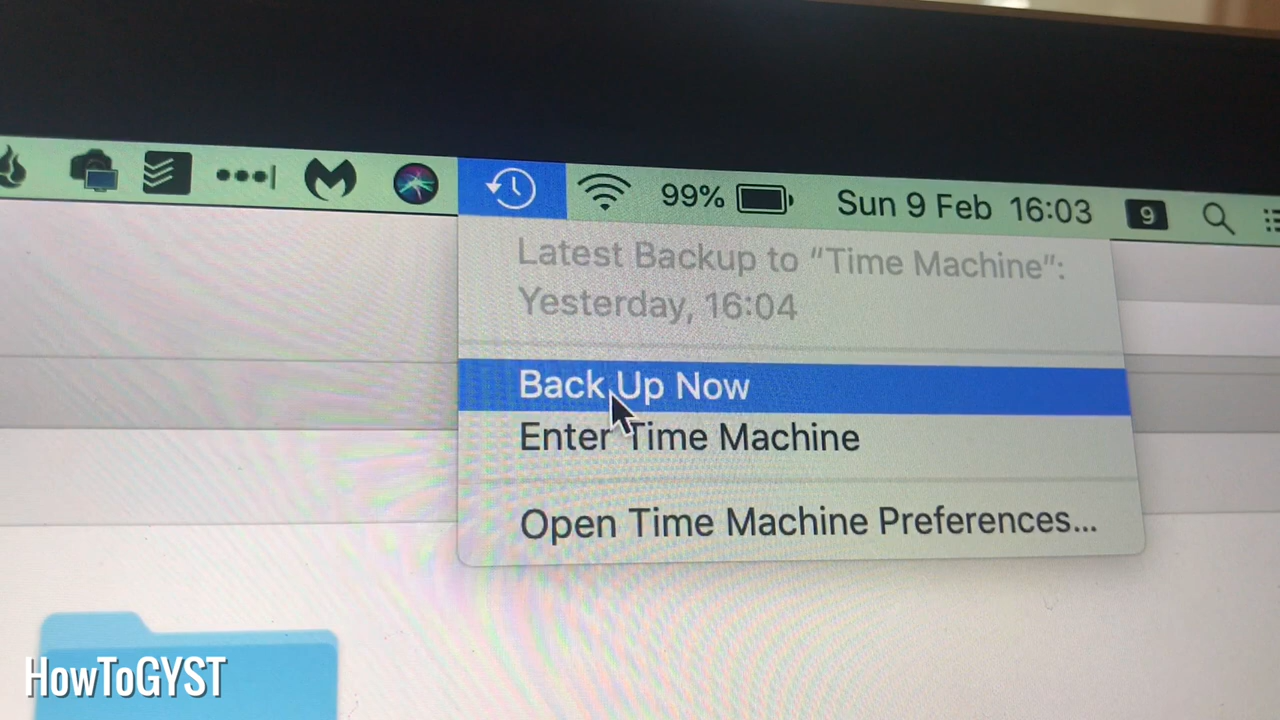 99% Sun 9 Feb 16:03 9
Latest Backup to “Time Machine”:
Yesterday, 16:04
Back Up Now
Enter Time Machine
Open Time Machine Preferences...
HowToGYST